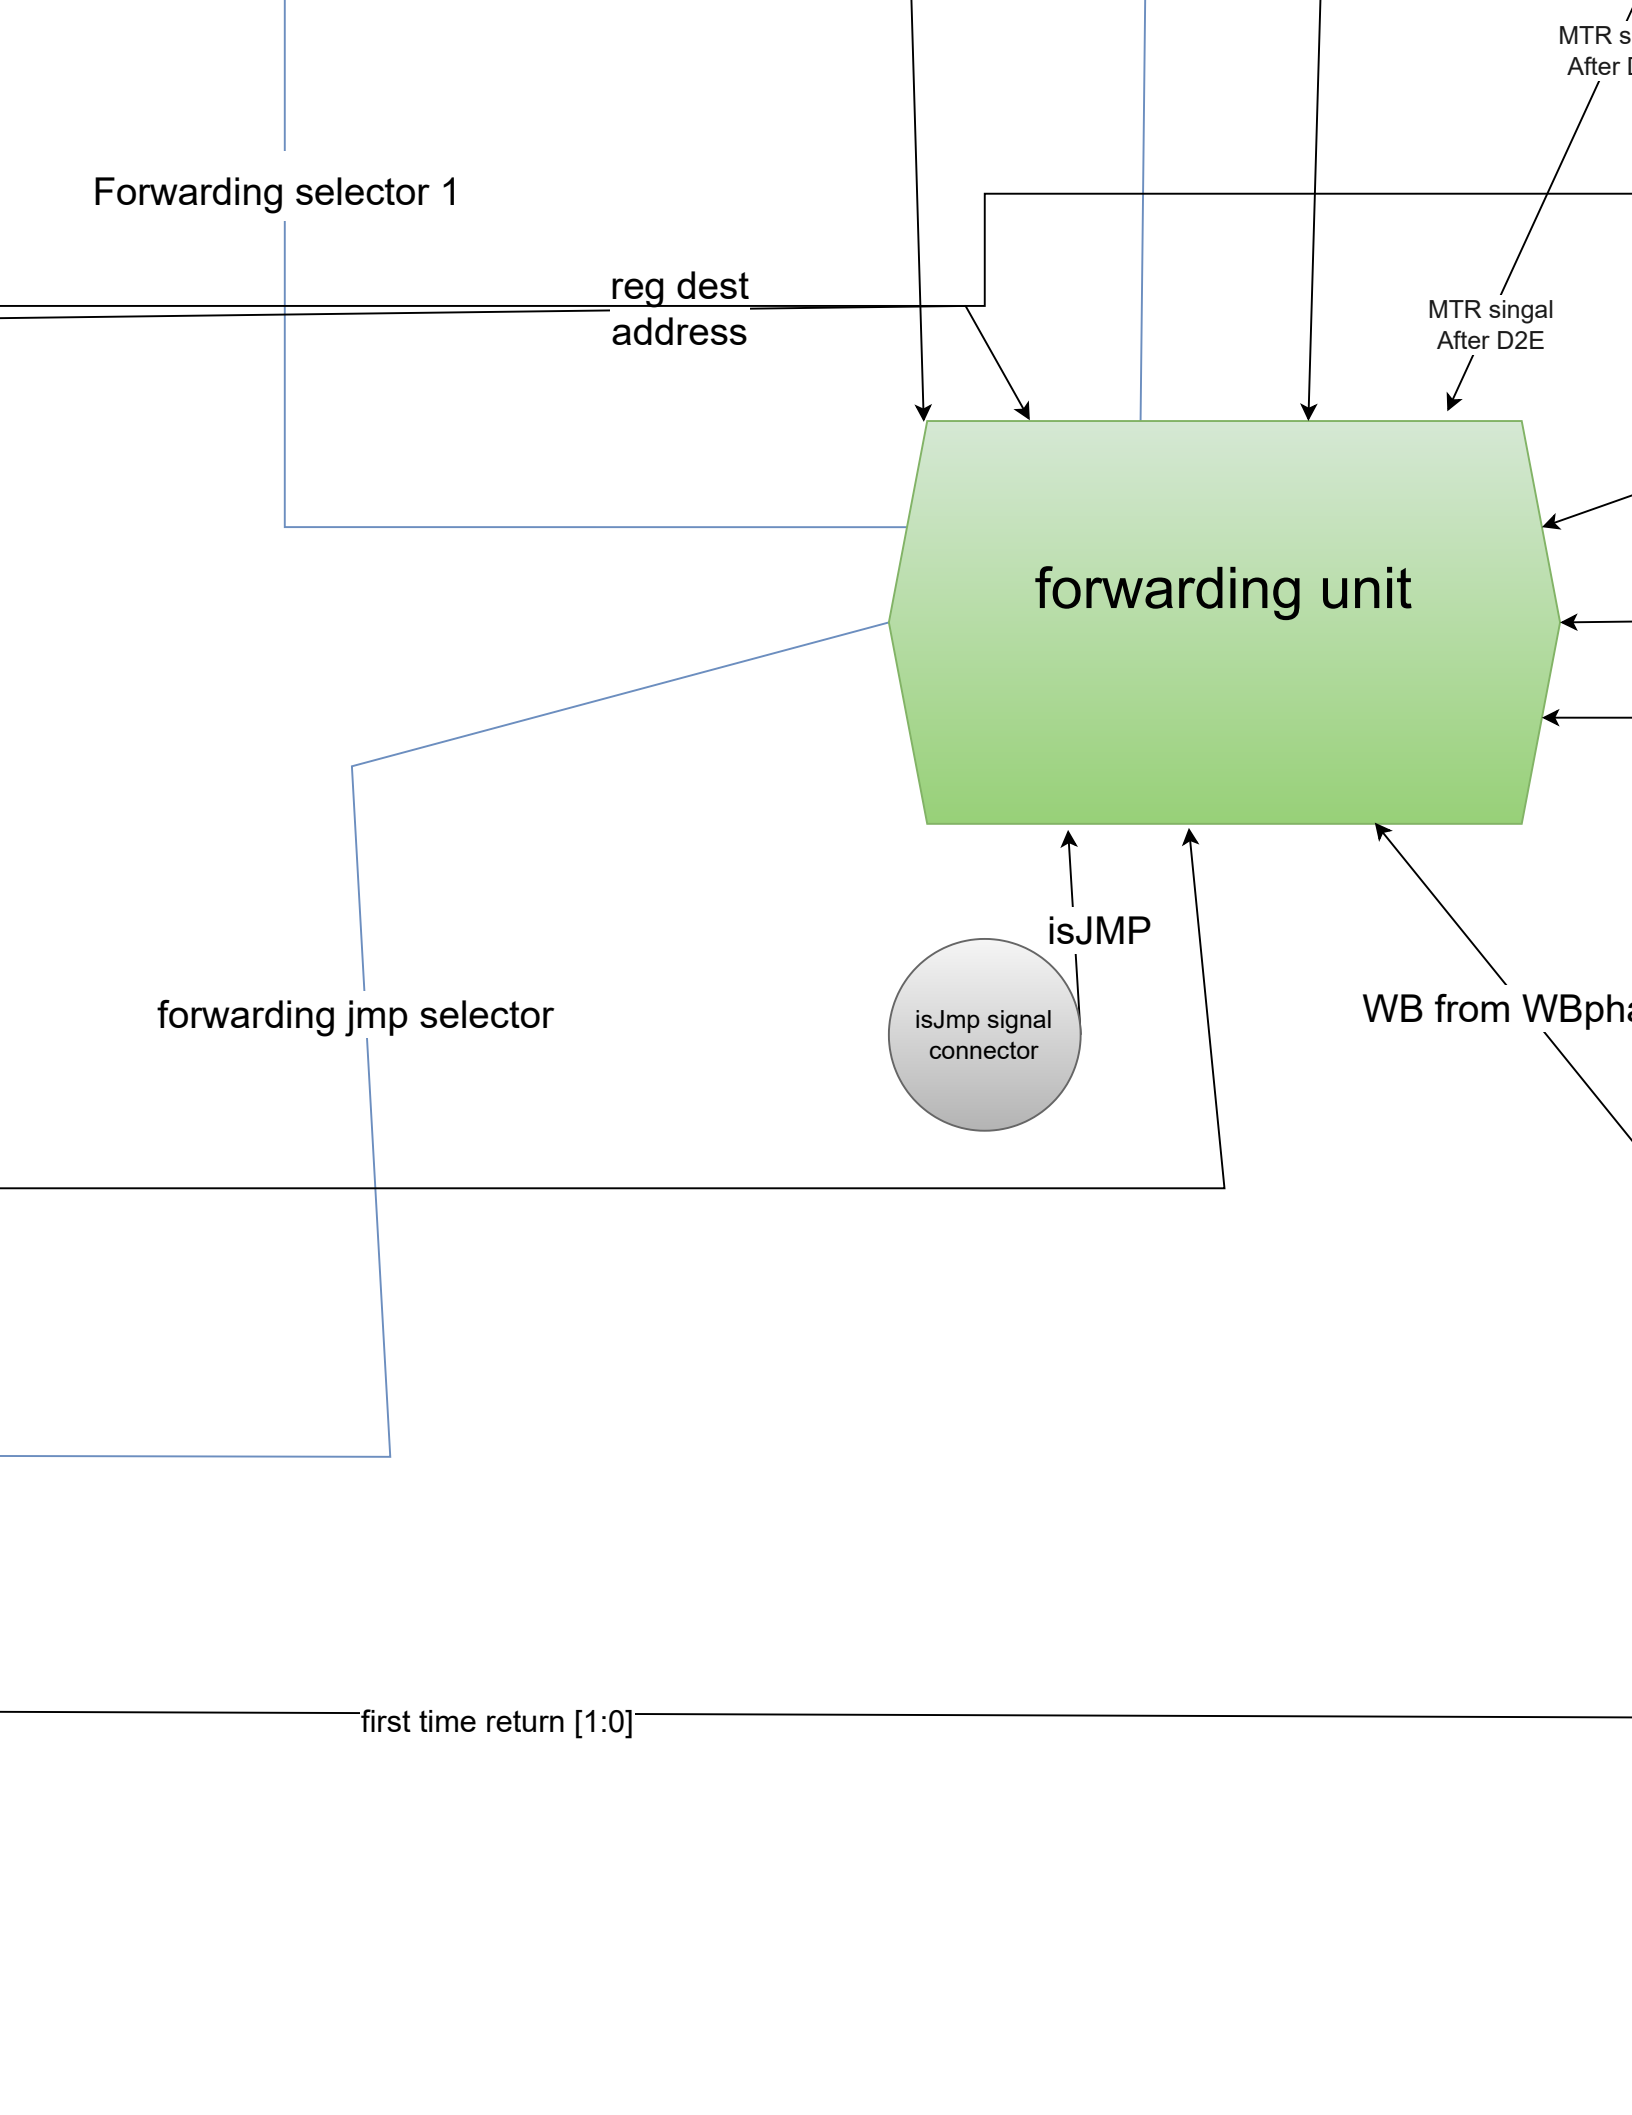 MTR
After
Forwarding selector 1
reg dest
address
MTR singal
After D2E
forwarding unit
isJMP
isJmp signal
connector
forwarding jmp selector
WB from
first time return [1:0]